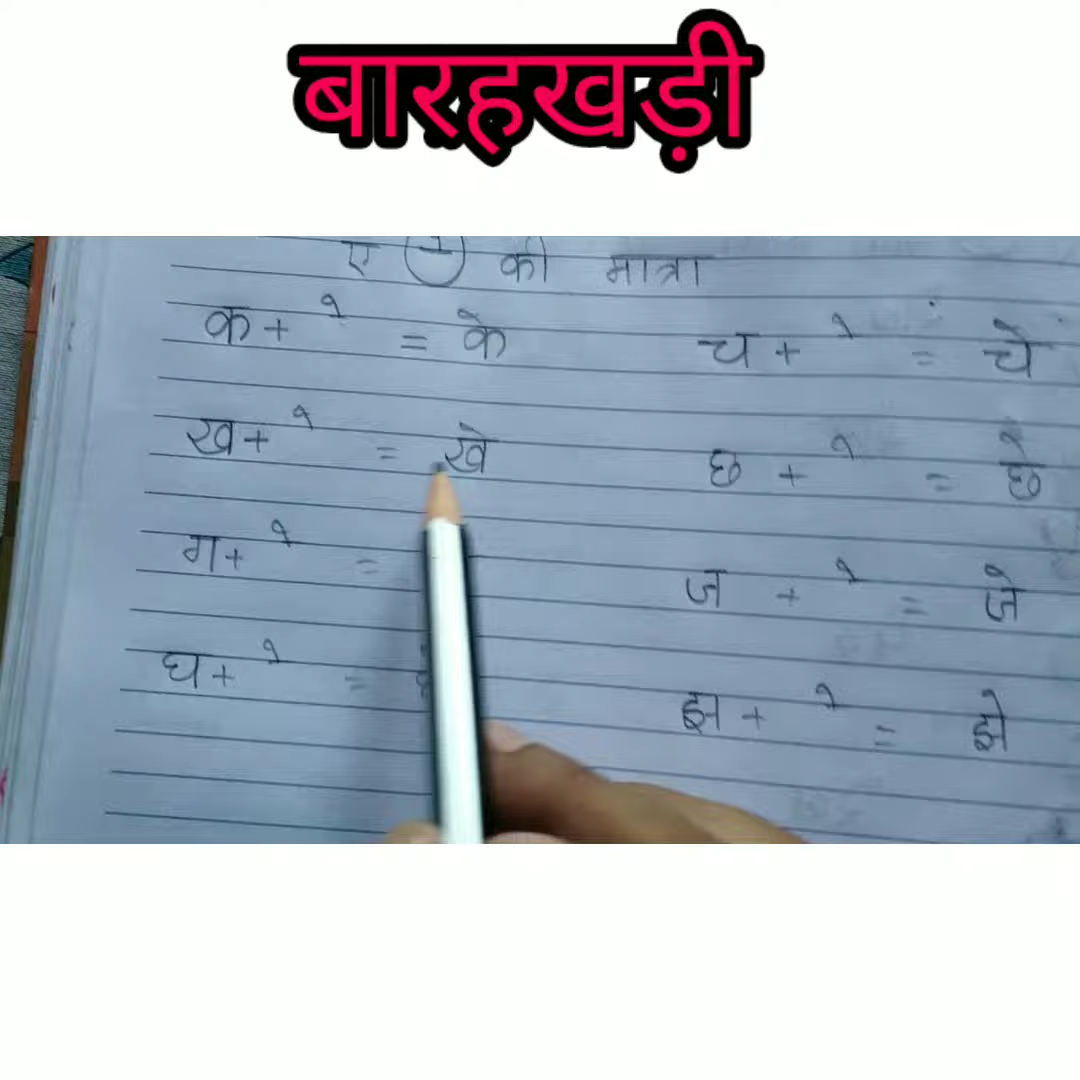 बारहखड़ी
ए े की मात्रा
क + े = के च + े = चे
ख + े = खे छ + े = छे
ग + े = ज + े = जे
घ + े = झ + े = झे